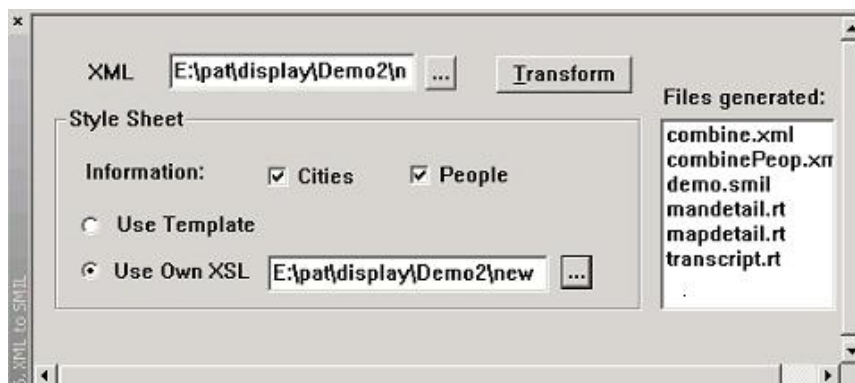 XML E:\pat\display\Demo2\n ... Transform
Files generated:
Style Sheet
Information: Cities People
Use Template
Use Own XSL E:\pat\display\Demo2\new ...
combine.xml
combinePeop.xm
demo.smil
mandetail.rt
mapdetail.rt
transcript.rt
XML to SMIL